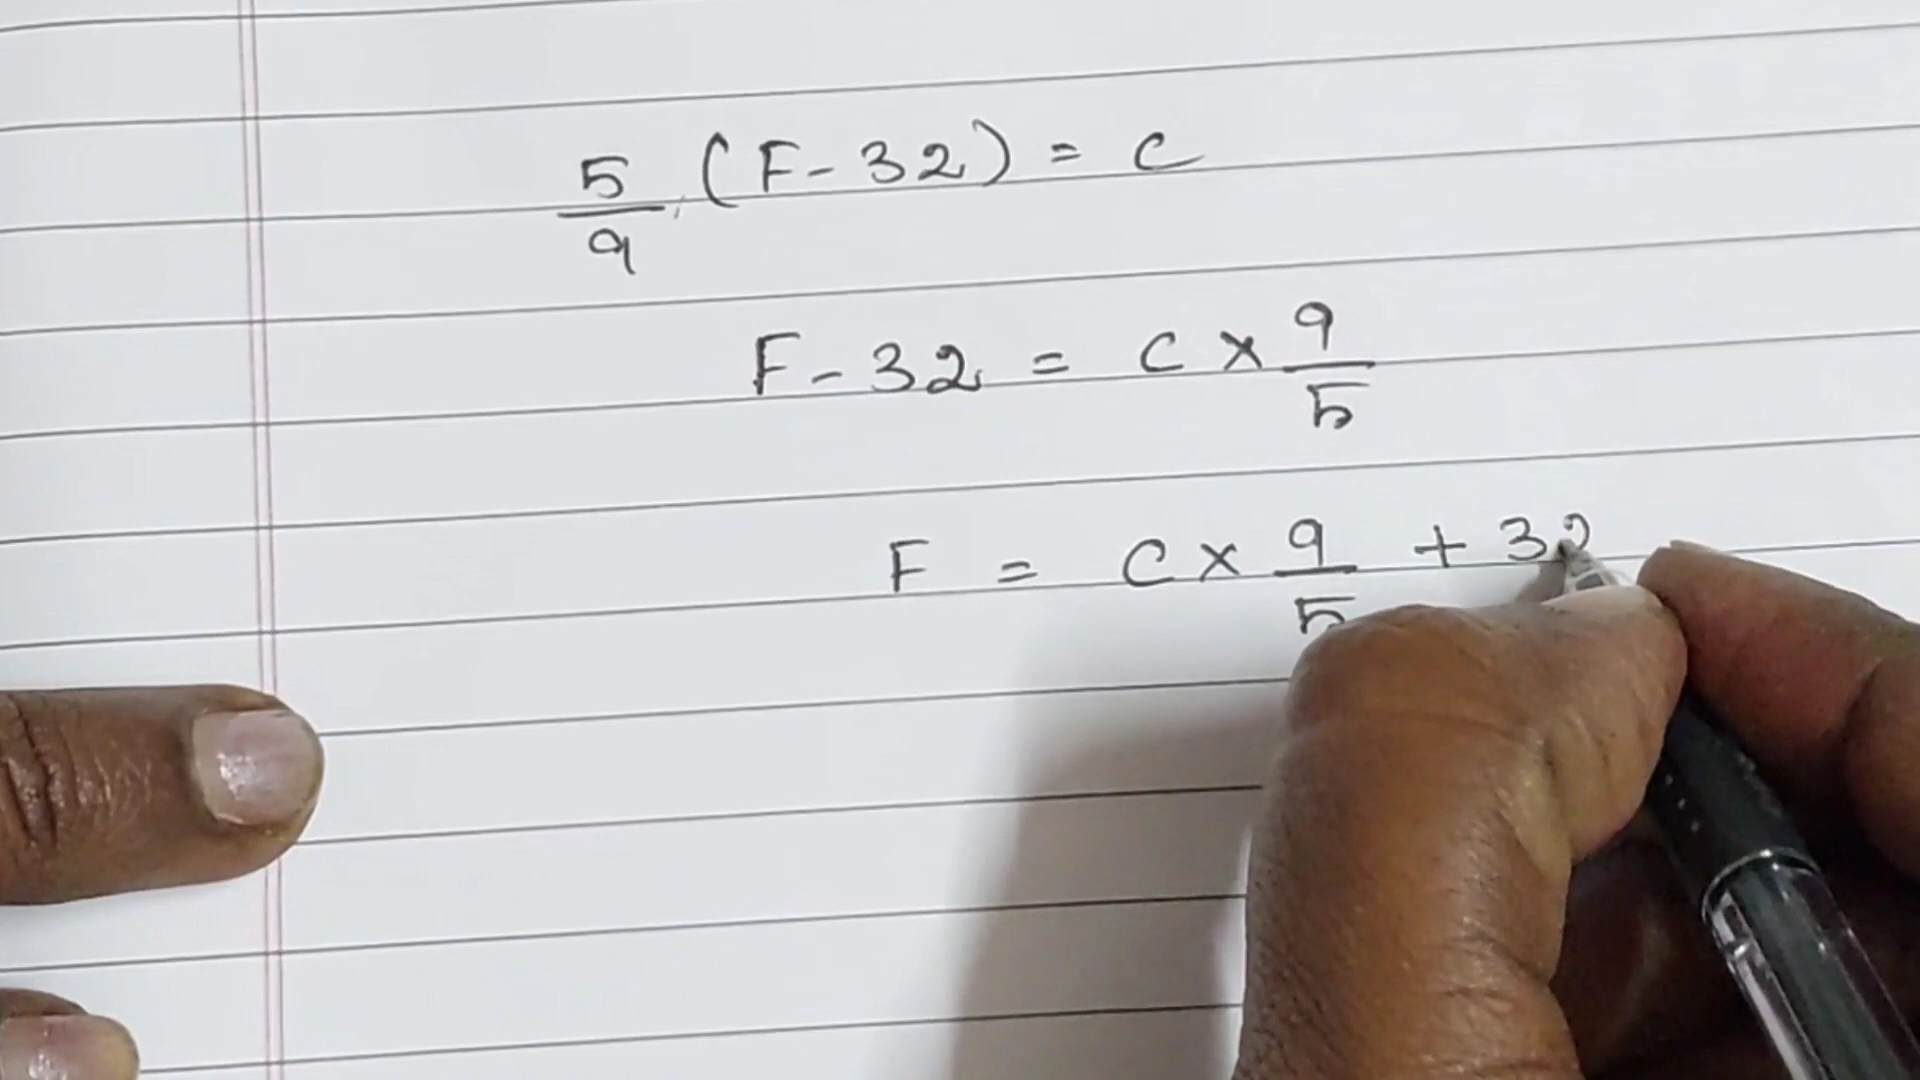 5/9 (F - 32) = C
F - 32 = C × 9/5
F = C × 9/5 + 32